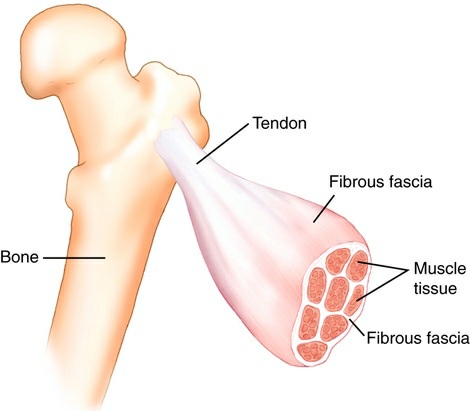 Tendon
Fibrous fascia
Bone
Muscle
tissue
Fibrous fascia